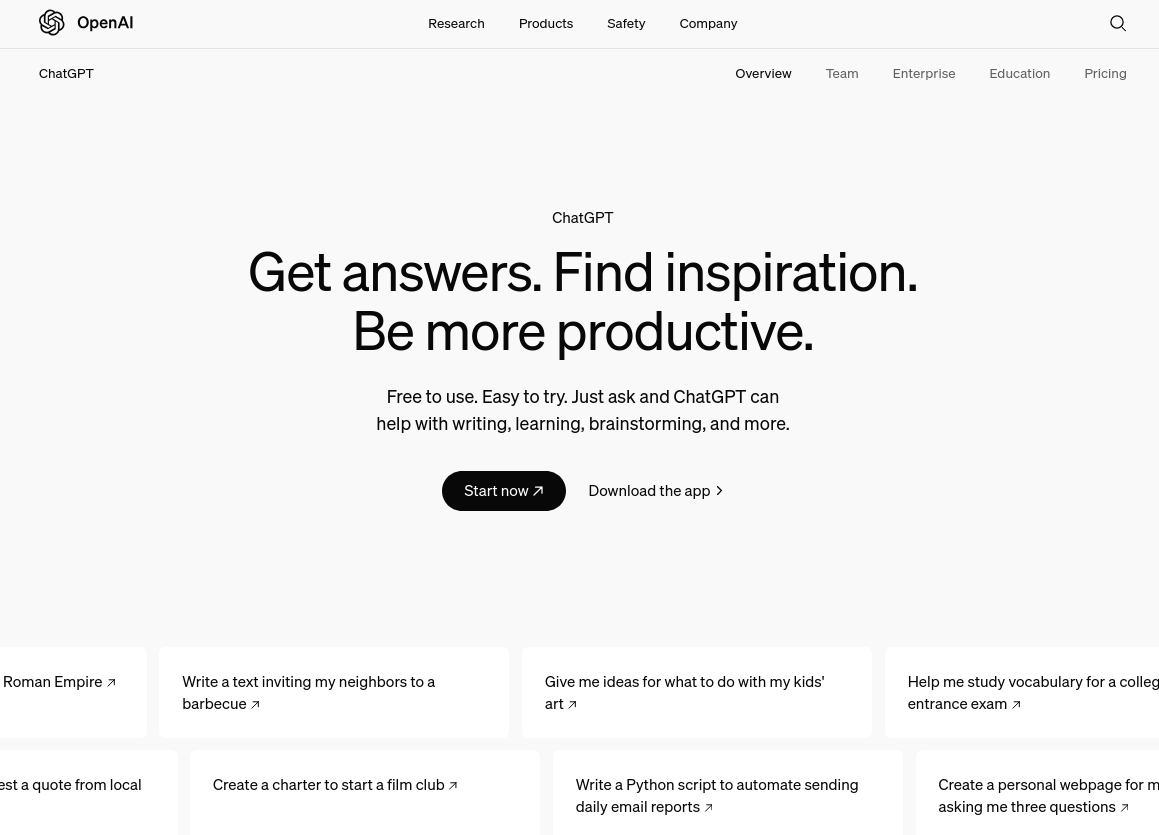 OpenAI
Research Products Safety Company
ChatGPT
Overview Team Enterprise Education Pricing
ChatGPT
Get answers. Find inspiration.
Be more productive.
Free to use. Easy to try. Just ask and ChatGPT can
help with writing, learning, brainstorming, and more.
Start now ↗
Download the app >
Roman Empire ↗
Write a text inviting my neighbors to a
barbecue ↗
Give me ideas for what to do with my kids'
art ↗
Help me study vocabulary for a colleg
entrance exam ↗
est a quote from local
Create a charter to start a film club ↗
Write a Python script to automate sending
daily email reports ↗
Create a personal webpage for m
asking me three questions ↗